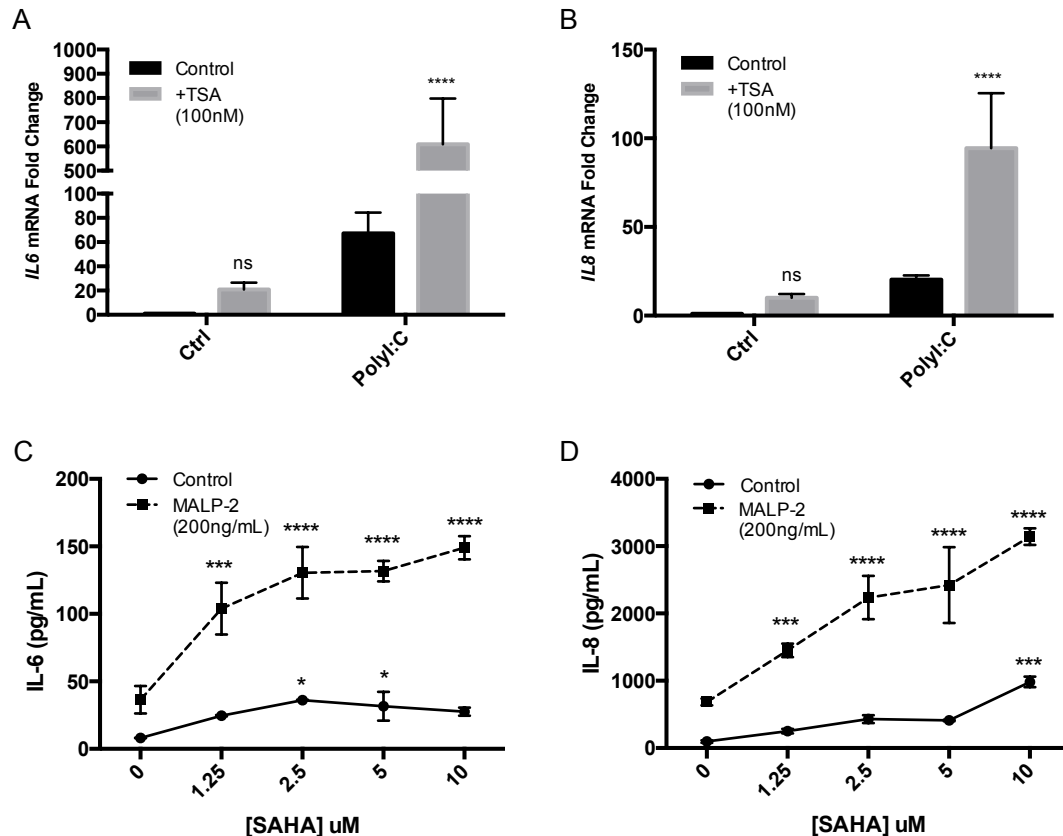 A
1000
900
800
700
600
500
100
80
60
40
20
0
IL6 mRNA Fold Change
Control
+TSA
(100nM)
ns
****
Ctrl
PolyI:C
B
150
100
50
0
IL8 mRNA Fold Change
Control
+TSA
(100nM)
ns
****
Ctrl
PolyI:C
C
200
150
100
50
0
IL-6 (pg/mL)
Control
MALP-2
(200ng/mL)
***
****
****
****
*
*
0
1.25
2.5
5
10
[SAHA] uM
D
4000
3000
2000
1000
0
IL-8 (pg/mL)
Control
MALP-2
(200ng/mL)
***
****
****
****
***
0
1.25
2.5
5
10
[SAHA] uM